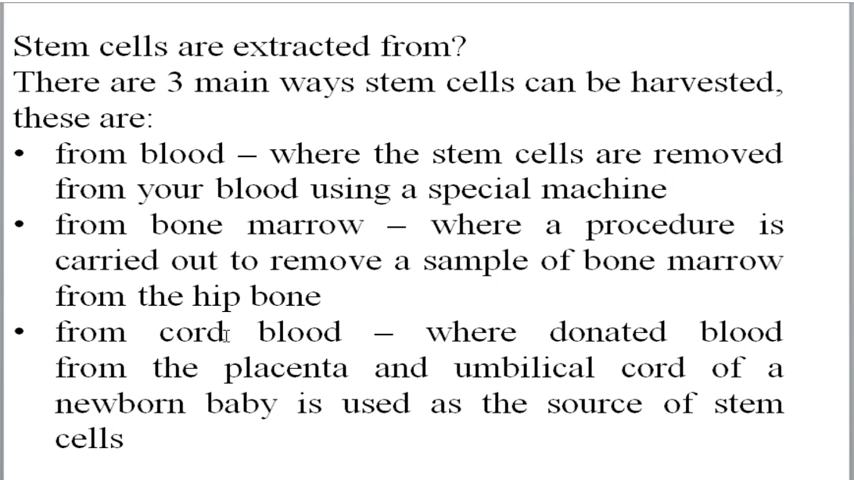 Stem cells are extracted from?
There are 3 main ways stem cells can be harvested,
these are:
• from blood – where the stem cells are removed
from your blood using a special machine
• from bone marrow – where a procedure is
carried out to remove a sample of bone marrow
from the hip bone
• from cord blood – where donated blood
from the placenta and umbilical cord of a
newborn baby is used as the source of stem
cells